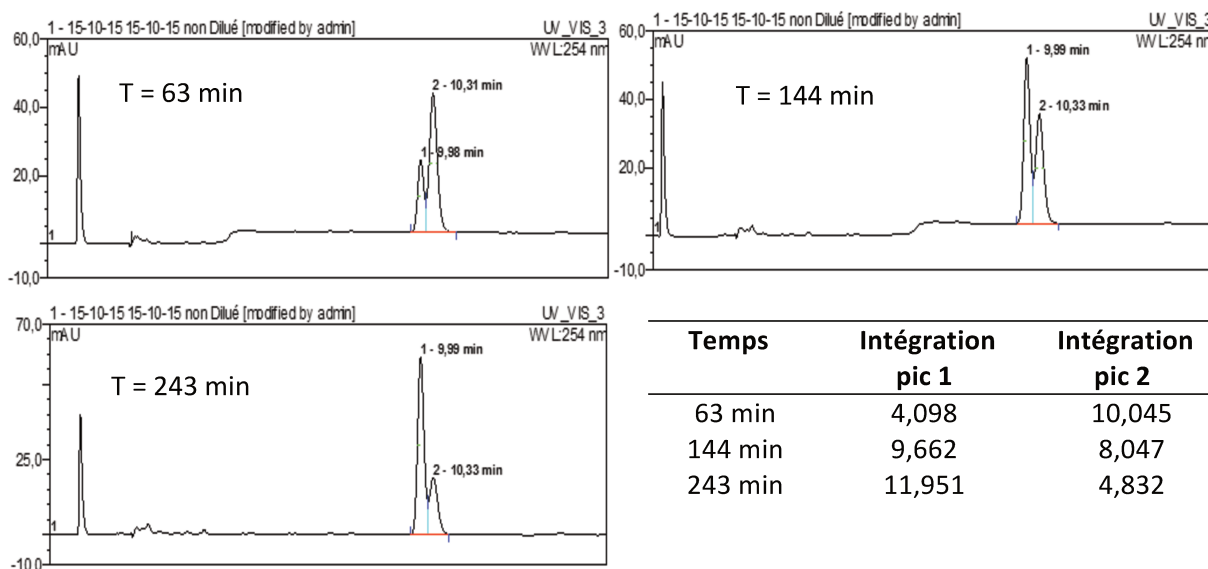 1 - 15-10-15 15-10-15 non Dilué [modified by admin] UV_VIS_3
60,0
mAU
WVL:254 nm
T = 63 min
2 - 10,31 min
40,0
1 - 9,98 min
20,0
1
-10,0
1 - 15-10-15 15-10-15 non Dilué [modified by admin] UV_VIS_3
60,0
mAU
WVL:254 nm
1 - 9,99 min
T = 144 min
2 - 10,33 min
40,0
20,0
1
-10,0
1 - 15-10-15 15-10-15 non Dilué [modified by admin] UV_VIS_3
70,0
mAU
WVL:254 nm
1 - 9,99 min
T = 243 min
25,0
2 - 10,33 min
1
-10,0
Temps Intégration Intégration
pic 1 pic 2
63 min 4,098 10,045
144 min 9,662 8,047
243 min 11,951 4,832